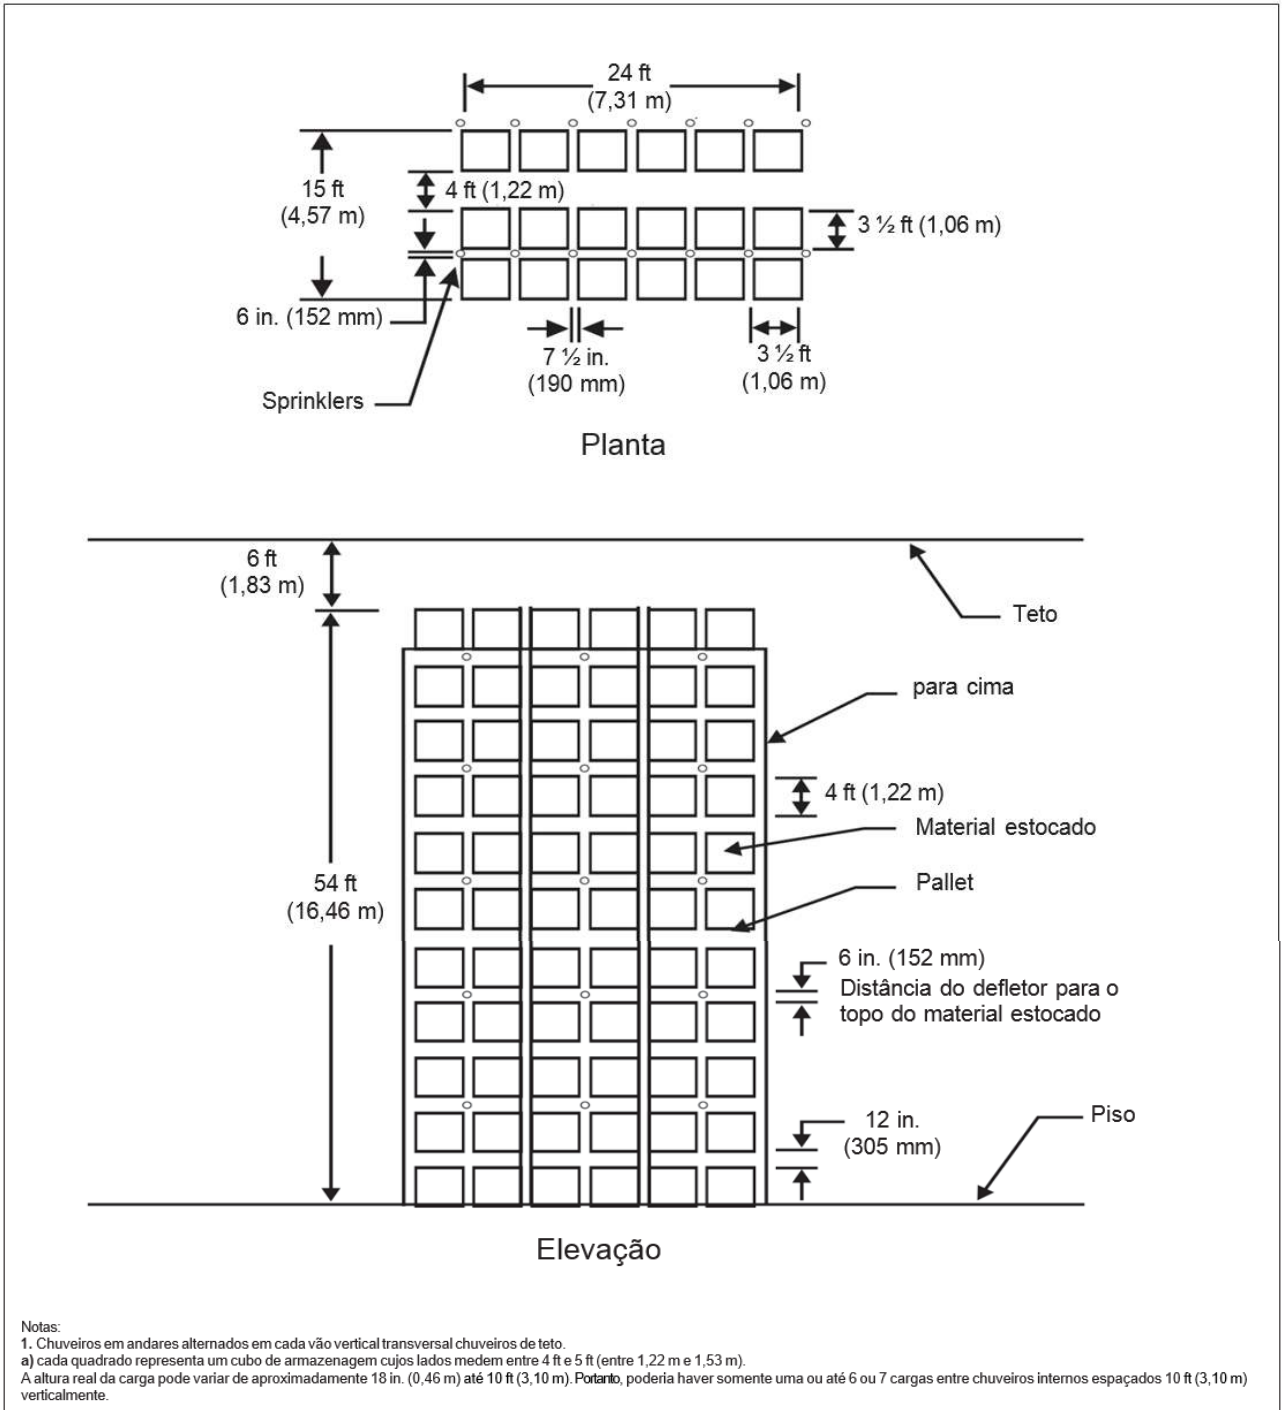 24 ft
(7,31 m)
15 ft
(4,57 m)
4 ft (1,22 m)
3 ½ ft (1,06 m)
6 in. (152 mm)
7 ½ in.
(190 mm)
3 ½ ft
(1,06 m)
Sprinklers
Planta
6 ft
(1,83 m)
Teto
para cima
4 ft (1,22 m)
Material estocado
Pallet
54 ft
(16,46 m)
6 in. (152 mm)
Distância do defletor para o
topo do material estocado
12 in.
(305 mm)
Piso
Elevação
Notas:
1. Chuveiros em andares alternados em cada vão vertical transversal chuveiros de teto.
a) cada quadrado representa um cubo de armazenagem cujos lados medem entre 4 ft e 5 ft (entre 1,22 m e 1,53 m).
A altura real da carga pode variar de aproximadamente 18 in. (0,46 m) até 10 ft (3,10 m). Portanto, poderia haver somente uma ou até 6 ou 7 cargas entre chuveiros internos espaçados 10 ft (3,10 m)
verticalmente.